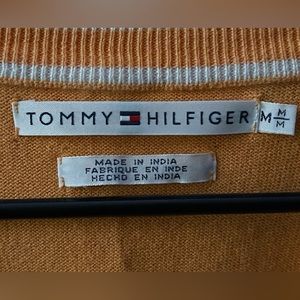 TOMMY HILFIGER
M M/M
MADE IN INDIA
FABRIQUE EN INDE
HECHO EN INDIA